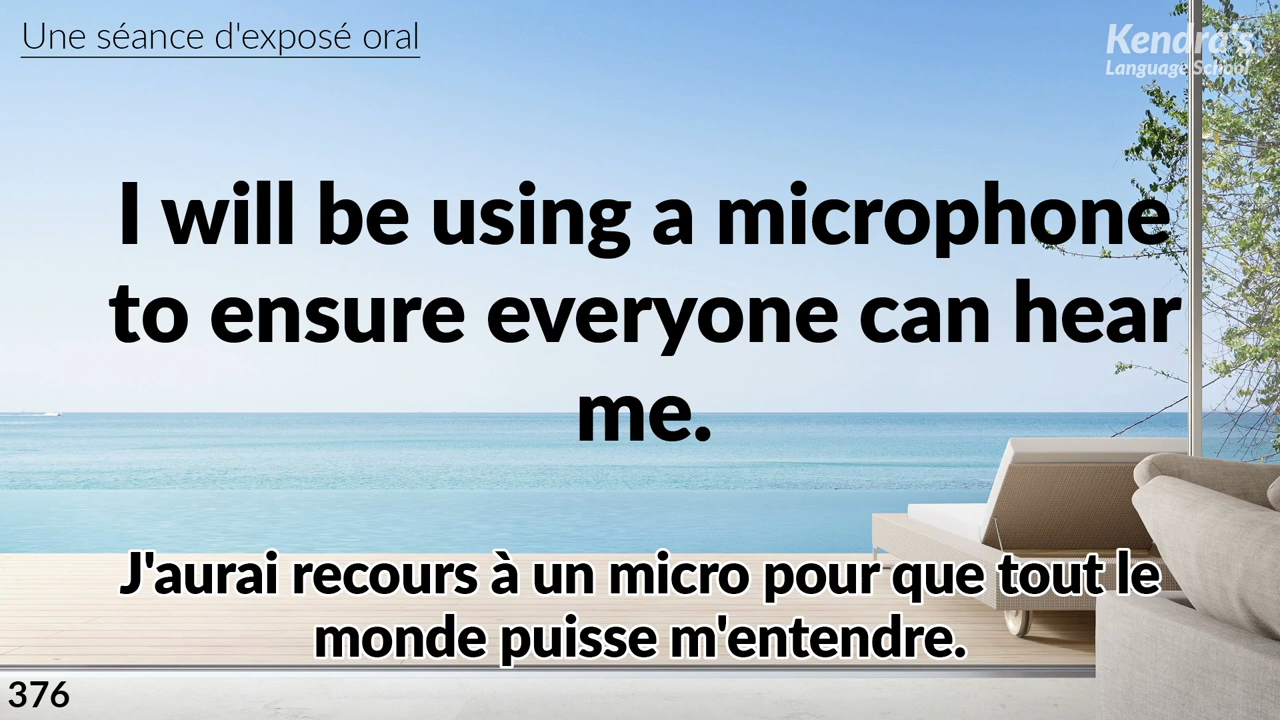 Une séance d'exposé oral
Kendra's
Language School
I will be using a microphone
to ensure everyone can hear
me.
J'aurai recours à un micro pour que tout le
monde puisse m'entendre.
376